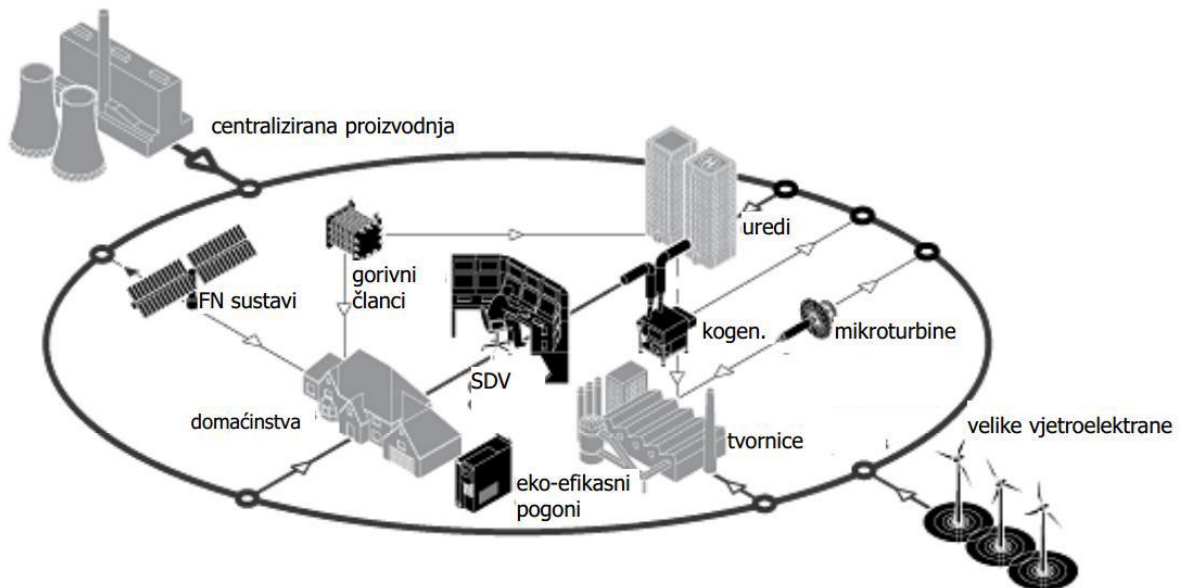 centralizirana proizvodnja
uredi
gorivni
članci
FN sustavi
kogen.
mikroturbine
SDV
domaćinstva
velike vjetroelektrane
tvornice
eko-efikasni
pogoni
H